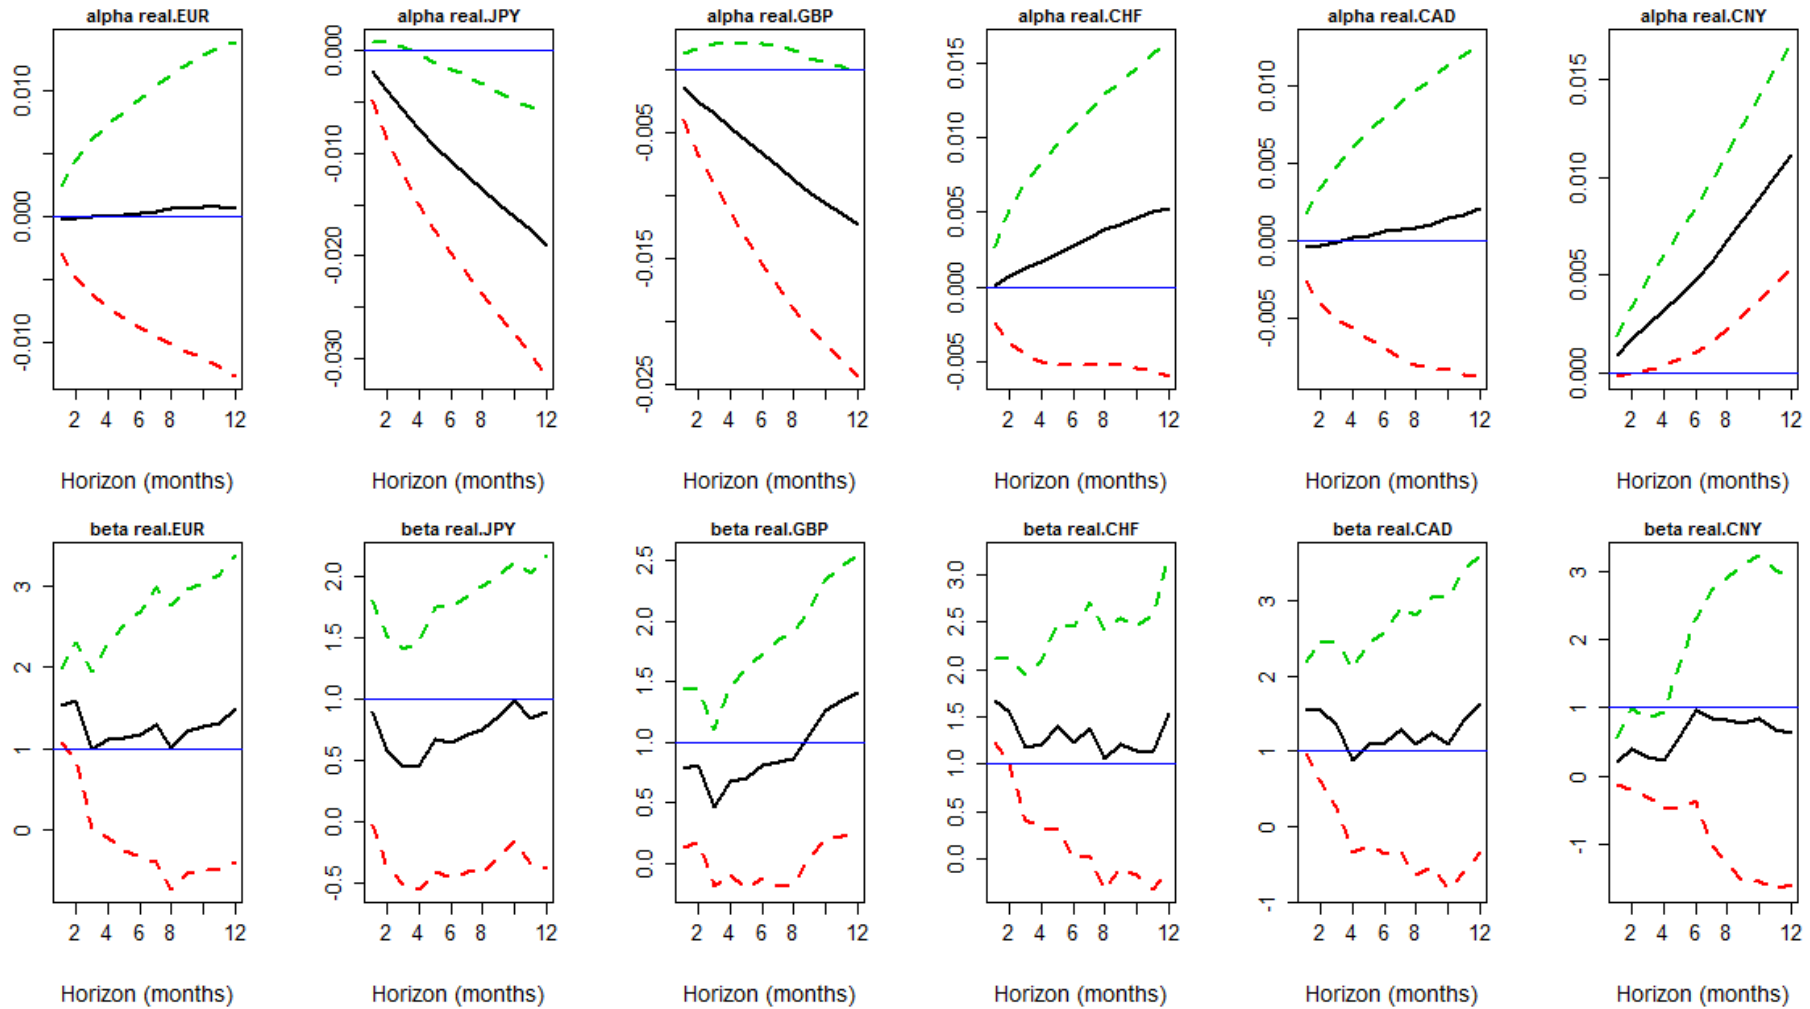 alpha real.EUR
0.010
0.000
-0.010
2 4 6 8 12
Horizon (months)
alpha real.JPY
0.000
-0.010
-0.020
-0.030
2 4 6 8 12
Horizon (months)
alpha real.GBP
-0.005
-0.015
-0.025
2 4 6 8 12
Horizon (months)
alpha real.CHF
0.015
0.010
0.005
0.000
-0.005
2 4 6 8 12
Horizon (months)
alpha real.CAD
0.010
0.005
0.000
-0.005
2 4 6 8 12
Horizon (months)
alpha real.CNY
0.015
0.010
0.005
0.000
2 4 6 8 12
Horizon (months)
beta real.EUR
3
2
1
0
2 4 6 8 12
Horizon (months)
beta real.JPY
2.0
1.5
1.0
0.5
0.0
-0.5
2 4 6 8 12
Horizon (months)
beta real.GBP
2.5
2.0
1.5
1.0
0.5
0.0
2 4 6 8 12
Horizon (months)
beta real.CHF
3.0
2.5
2.0
1.5
1.0
0.5
0.0
2 4 6 8 12
Horizon (months)
beta real.CAD
3
2
1
0
-1
2 4 6 8 12
Horizon (months)
beta real.CNY
3
2
1
0
-1
2 4 6 8 12
Horizon (months)